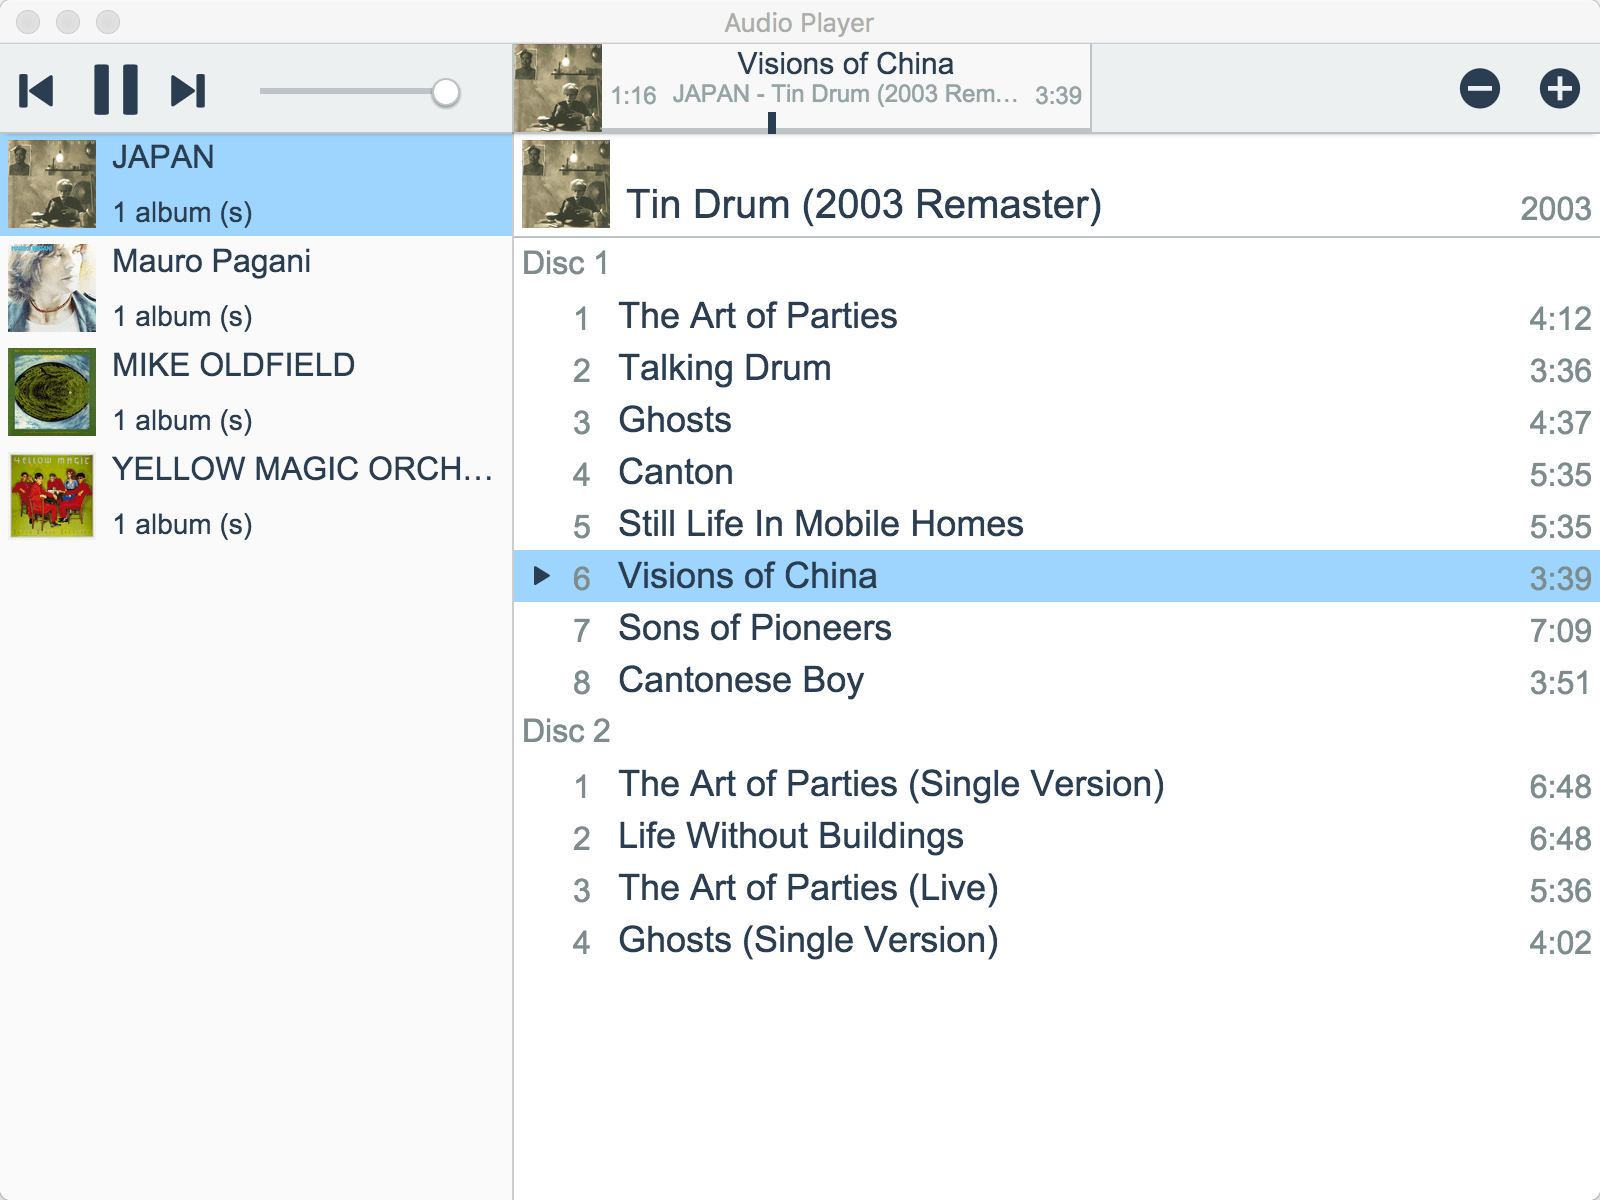 Audio Player
Visions of China
1:16 JAPAN - Tin Drum (2003 Rem... 3:39
JAPAN
1 album (s)
Mauro Pagani
1 album (s)
MIKE OLDFIELD
1 album (s)
YELLOW MAGIC
YELLOW MAGIC ORCH...
1 album (s)
Tin Drum (2003 Remaster) 2003
Disc 1
1 The Art of Parties 4:12
2 Talking Drum 3:36
3 Ghosts 4:37
4 Canton 5:35
5 Still Life In Mobile Homes 5:35
6 Visions of China 3:39
7 Sons of Pioneers 7:09
8 Cantonese Boy 3:51
Disc 2
1 The Art of Parties (Single Version) 6:48
2 Life Without Buildings 6:48
3 The Art of Parties (Live) 5:36
4 Ghosts (Single Version) 4:02